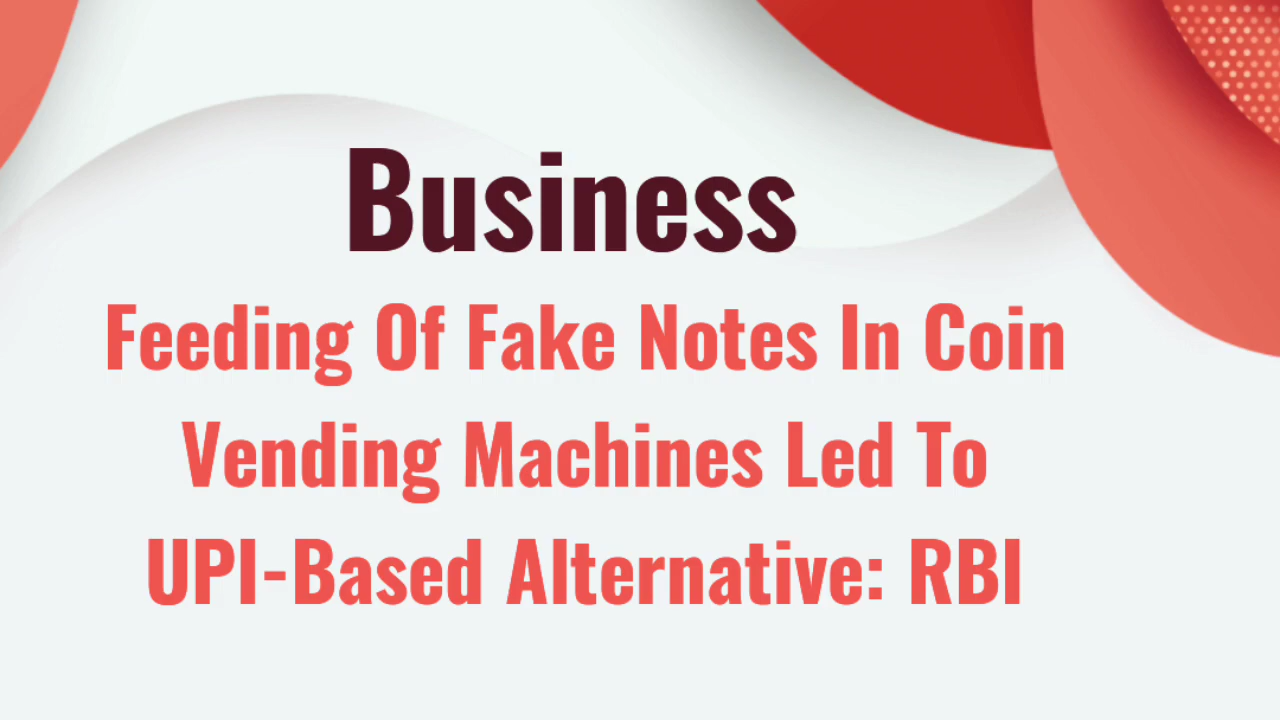 Business
Feeding Of Fake Notes In Coin
Vending Machines Led To
UPI-Based Alternative: RBI